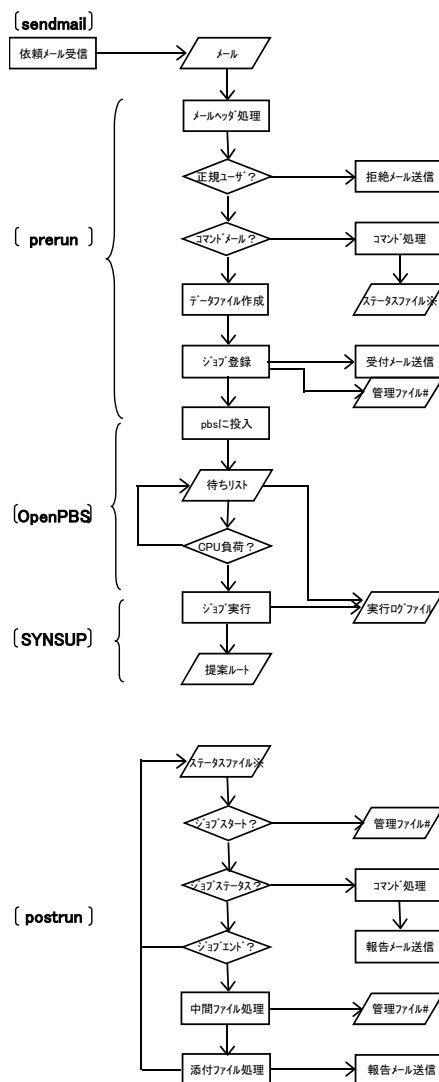 〔sendmail〕
依頼メール受信
メール
メールヘッダ処理
正規ユーザ？
拒絶メール送信
〔 prerun 〕
コマンドメール？
コマンド処理
データファイル作成
ステータスファイル※
ジョブ登録
受付メール送信
管理ファイル#
pbsに投入
待ちリスト
〔OpenPBS〕
CPU負荷？
ジョブ実行
実行ログファイル
〔SYNSUP〕
提案ルート
ステータスファイル※
ジョブスタート？
管理ファイル#
ジョブステータス？
コマンド処理
〔 postrun 〕
ジョブエンド？
報告メール送信
中間ファイル処理
管理ファイル#
添付ファイル処理
報告メール送信